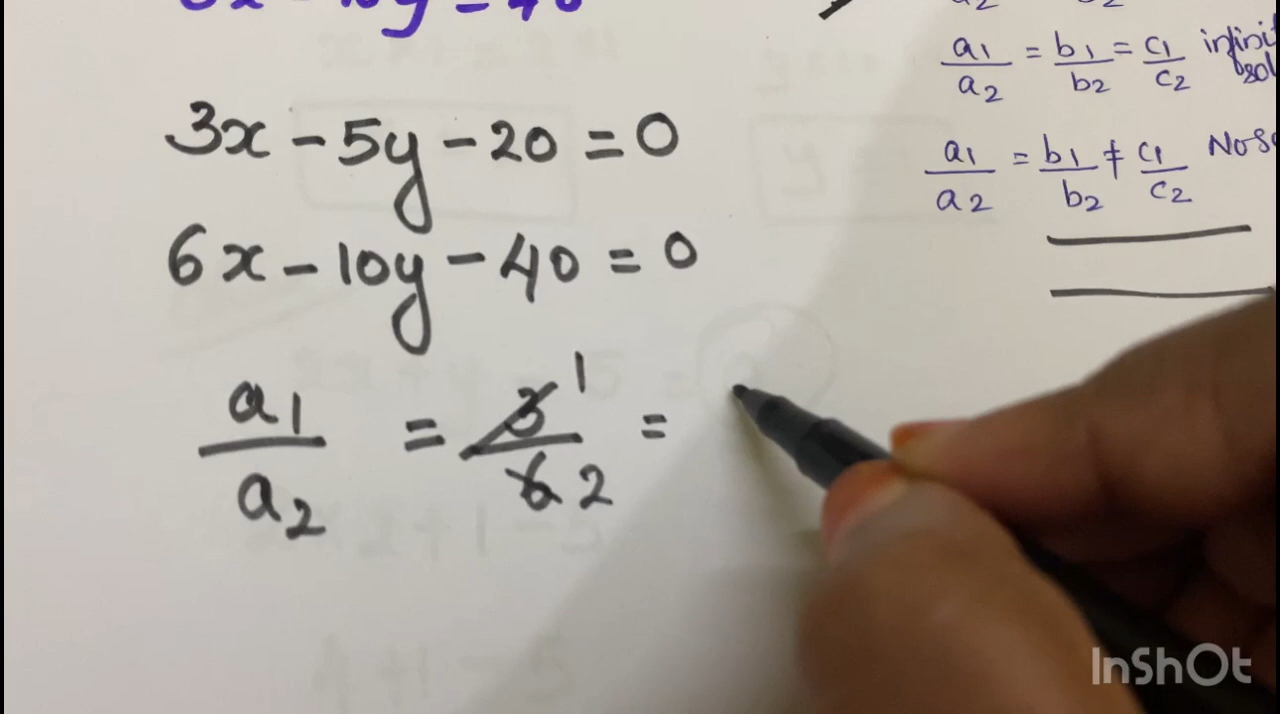 3x - 5y - 20 = 0
6x - 10y - 40 = 0
a1/a2 = 3/6 1/2 =
a1/a2 = b1/b2 = c1/c2
a1/a2 = b1/b2 ≠ c1/c2 No
InShOt